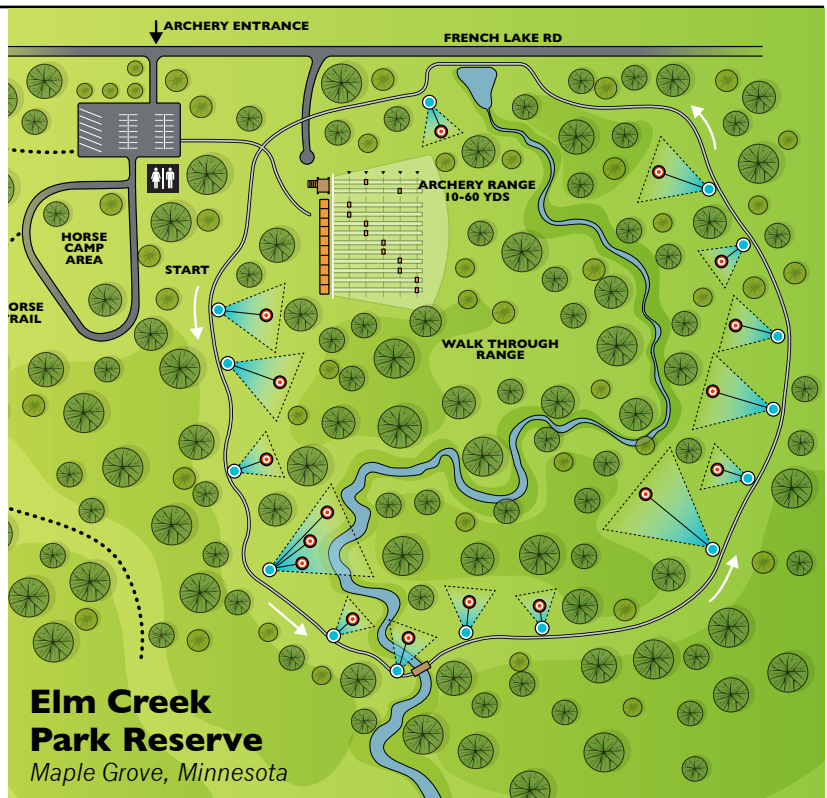 ARCHERY ENTRANCE
FRENCH LAKE RD
ARCHERY RANGE
10-60 YDS
HORSE
CAMP
AREA
START
ORSE
RAIL
WALK THROUGH
RANGE
Elm Creek
Park Reserve
Maple Grove, Minnesota